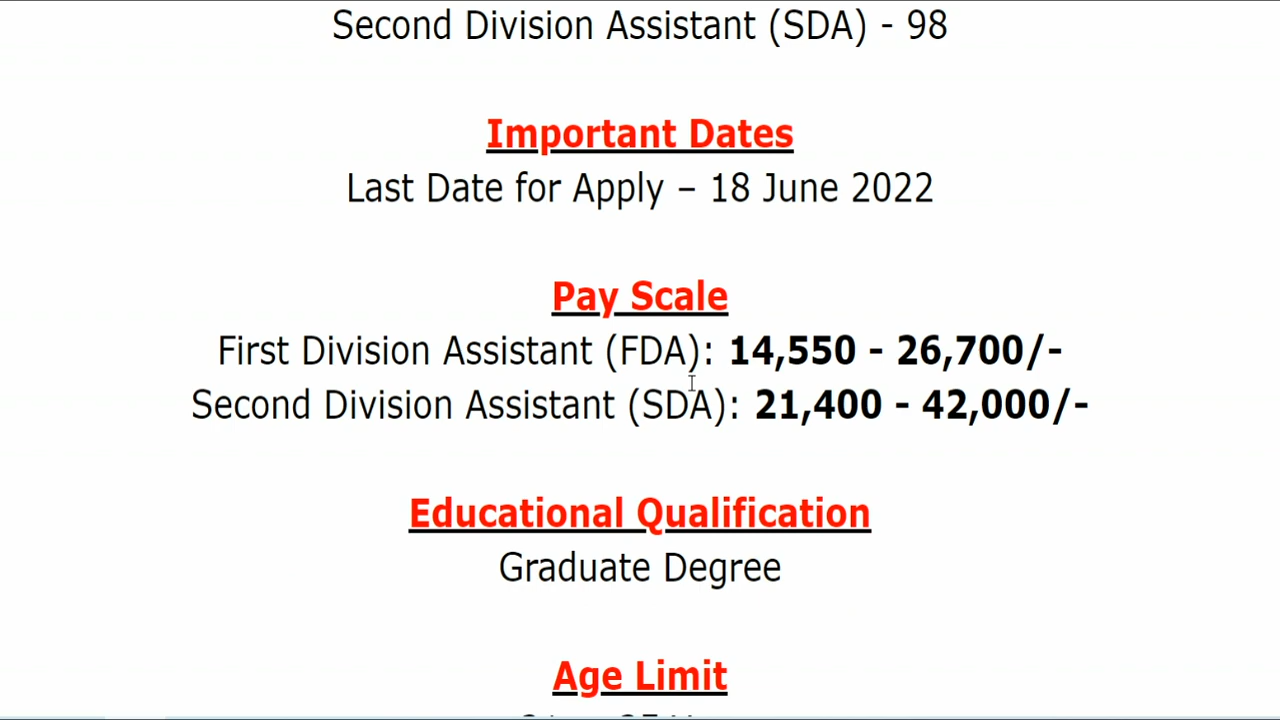 Second Division Assistant (SDA) - 98
Important Dates
Last Date for Apply – 18 June 2022
Pay Scale
First Division Assistant (FDA): 14,550 - 26,700/-
Second Division Assistant (SDA): 21,400 - 42,000/-
Educational Qualification
Graduate Degree
Age Limit